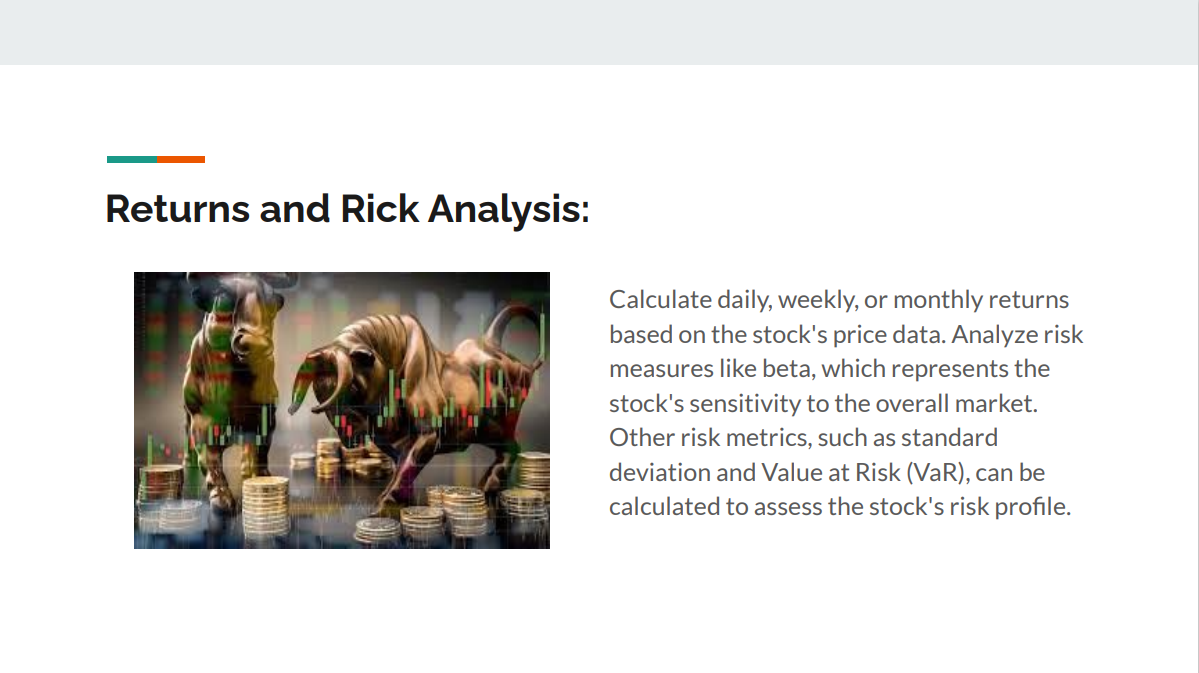 Returns and Rick Analysis:
Calculate daily, weekly, or monthly returns
based on the stock's price data. Analyze risk
measures like beta, which represents the
stock's sensitivity to the overall market.
Other risk metrics, such as standard
deviation and Value at Risk (VaR), can be
calculated to assess the stock's risk profile.